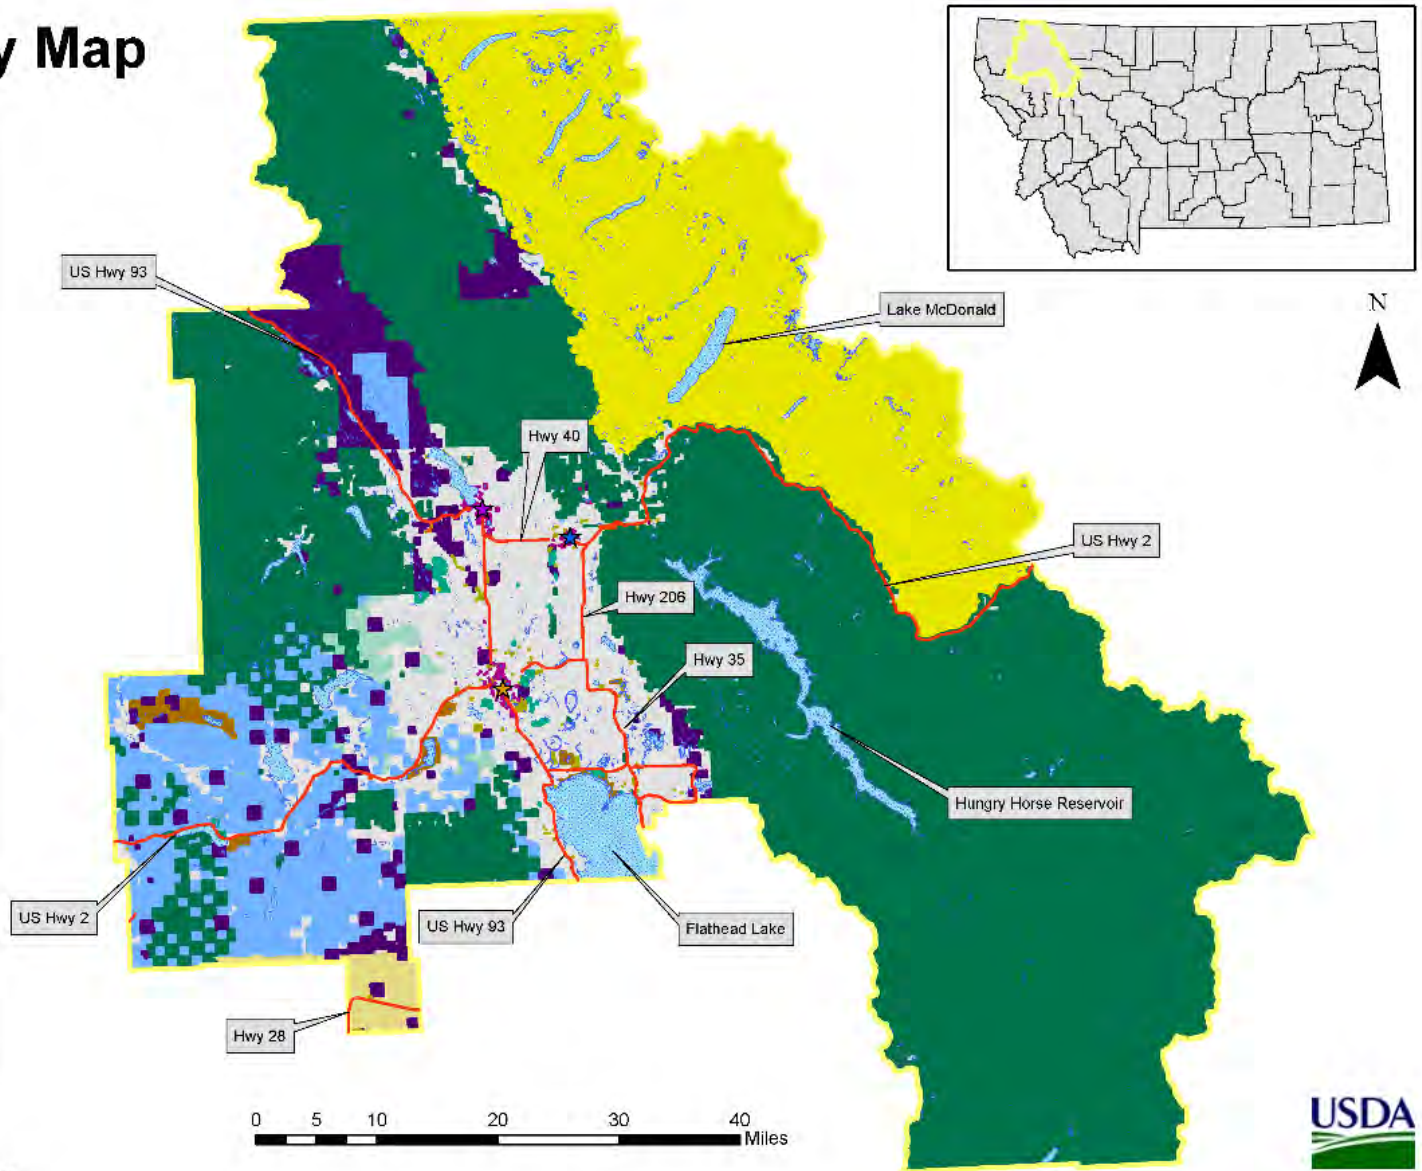 y Map
N
US Hwy 93
Lake McDonald
Hwy 40
US Hwy 2
Hwy 206
Hwy 35
Hungry Horse Reservoir
US Hwy 2
US Hwy 93
Flathead Lake
Hwy 28
0 5 10 20 30 40
Miles
USDA